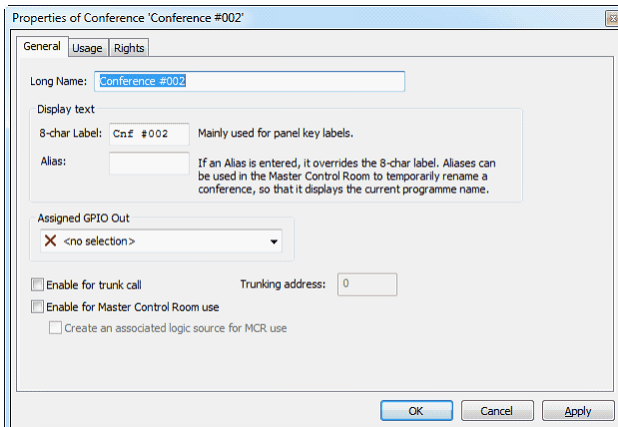 Properties of Conference 'Conference #002'
General Usage Rights
Long Name: Conference #002
Display text
8-char Label: Cnf #002 Mainly used for panel key labels.
Alias: If an Alias is entered, it overrides the 8-char label. Aliases can
be used in the Master Control Room to temporarily rename a
conference, so that it displays the current programme name.
Assigned GPIO Out
<no selection>
Enable for trunk call Trunking address: 0
Enable for Master Control Room use
Create an associated logic source for MCR use
OK Cancel Apply